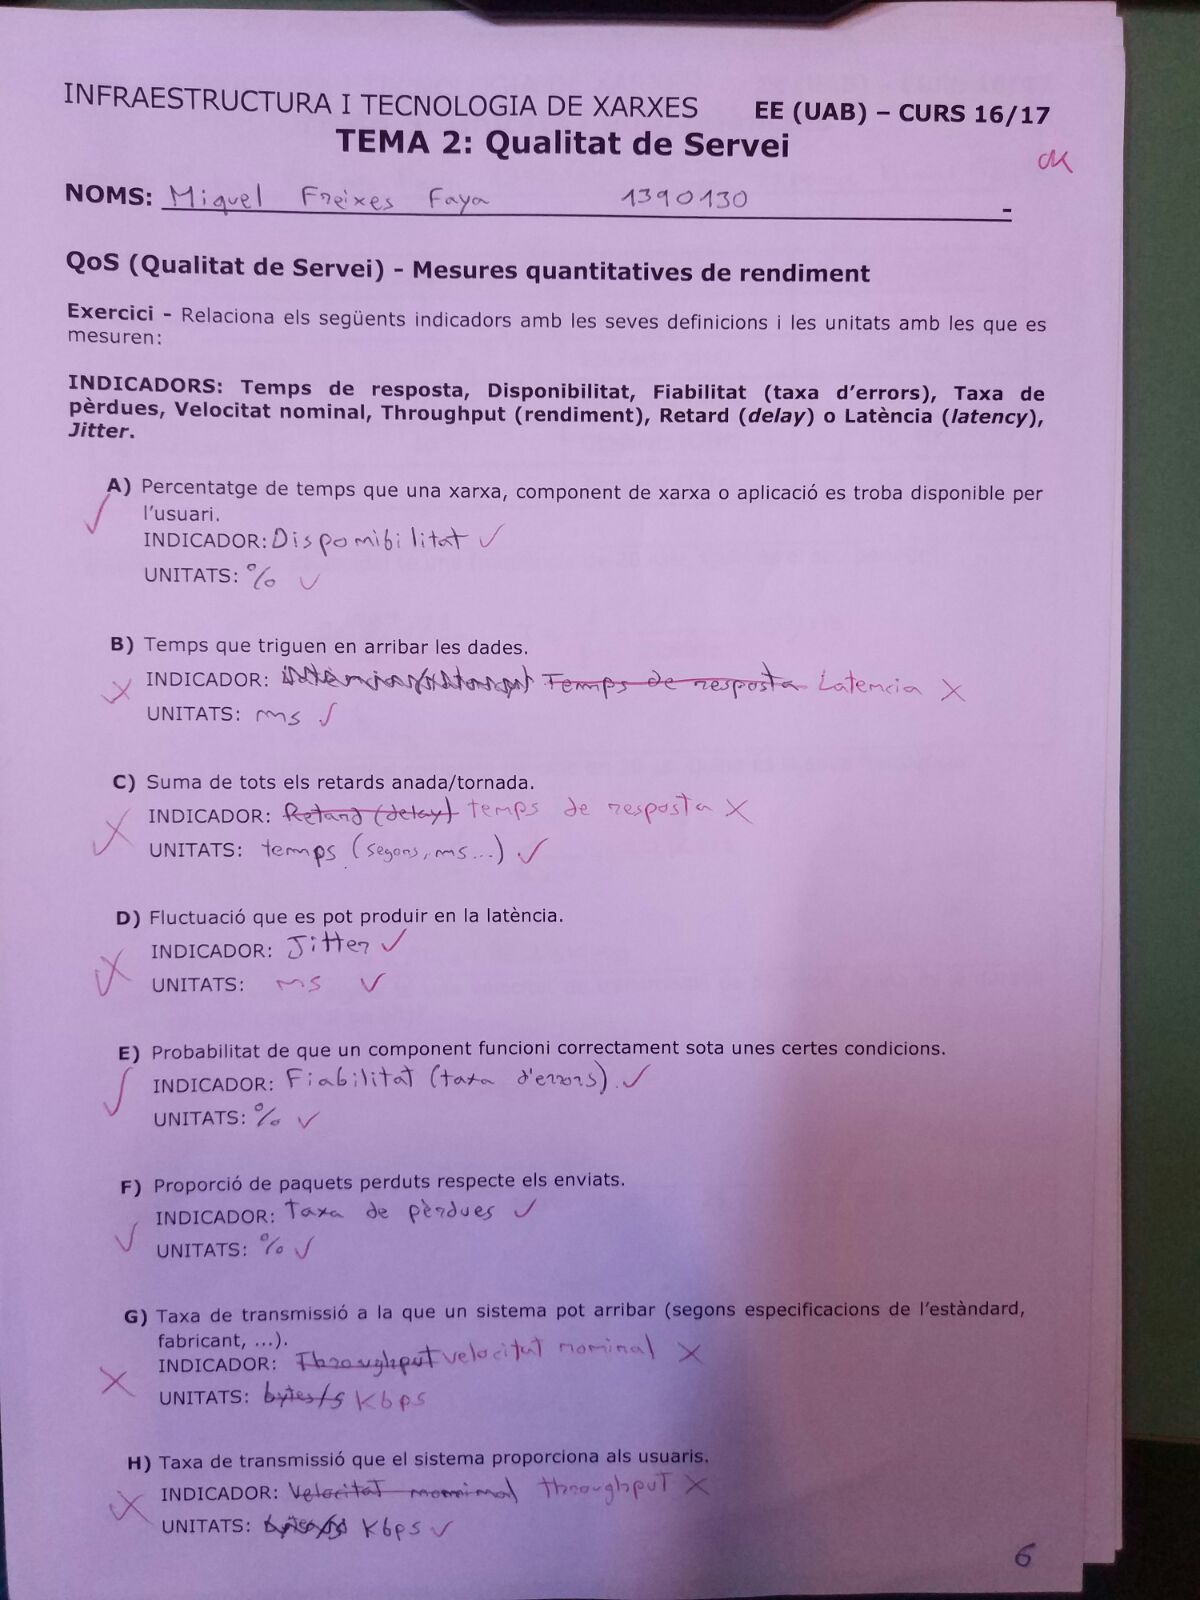 INFRAESTRUCTURA I TECNOLOGIA DE XARXES EE (UAB) – CURS 16/17
TEMA 2: Qualitat de Servei
OK
NOMS: Miquel Freixes Faya 1390130
QoS (Qualitat de Servei) - Mesures quantitatives de rendiment
Exercici - Relaciona els següents indicadors amb les seves definicions i les unitats amb les que es
mesuren:
INDICADORS: Temps de resposta, Disponibilitat, Fiabilitat (taxa d'errors), Taxa de
pèrdues, Velocitat nominal, Throughput (rendiment), Retard (delay) o Latència (latency),
Jitter.
A) Percentatge de temps que una xarxa, component de xarxa o aplicació es troba disponible per
l'usuari.
INDICADOR: Disponibilitat ✓
UNITATS: % ✓
B) Temps que triguen en arribar les dades.
INDICADOR: Temps de resposta Latencia X
UNITATS: ms ✓
C) Suma de tots els retards anada/tornada.
INDICADOR: Retard (delay) temps de resposta X
UNITATS: temps (segons, ms...) ✓
D) Fluctuació que es pot produir en la latència.
INDICADOR: Jitter ✓
UNITATS: ms ✓
E) Probabilitat de que un component funcioni correctament sota unes certes condicions.
INDICADOR: Fiabilitat (taxa d'errors). ✓
UNITATS: % ✓
F) Proporció de paquets perduts respecte els enviats.
INDICADOR: Taxa de pèrdues ✓
UNITATS: % ✓
G) Taxa de transmissió a la que un sistema pot arribar (segons especificacions de l'estàndard,
fabricant, ...).
INDICADOR: Throughput velocitat nominal X
UNITATS: bytes/s Kbps
H) Taxa de transmissió que el sistema proporciona als usuaris.
INDICADOR: Velocitat nominal throughput X
UNITATS: Kbps ✓
6